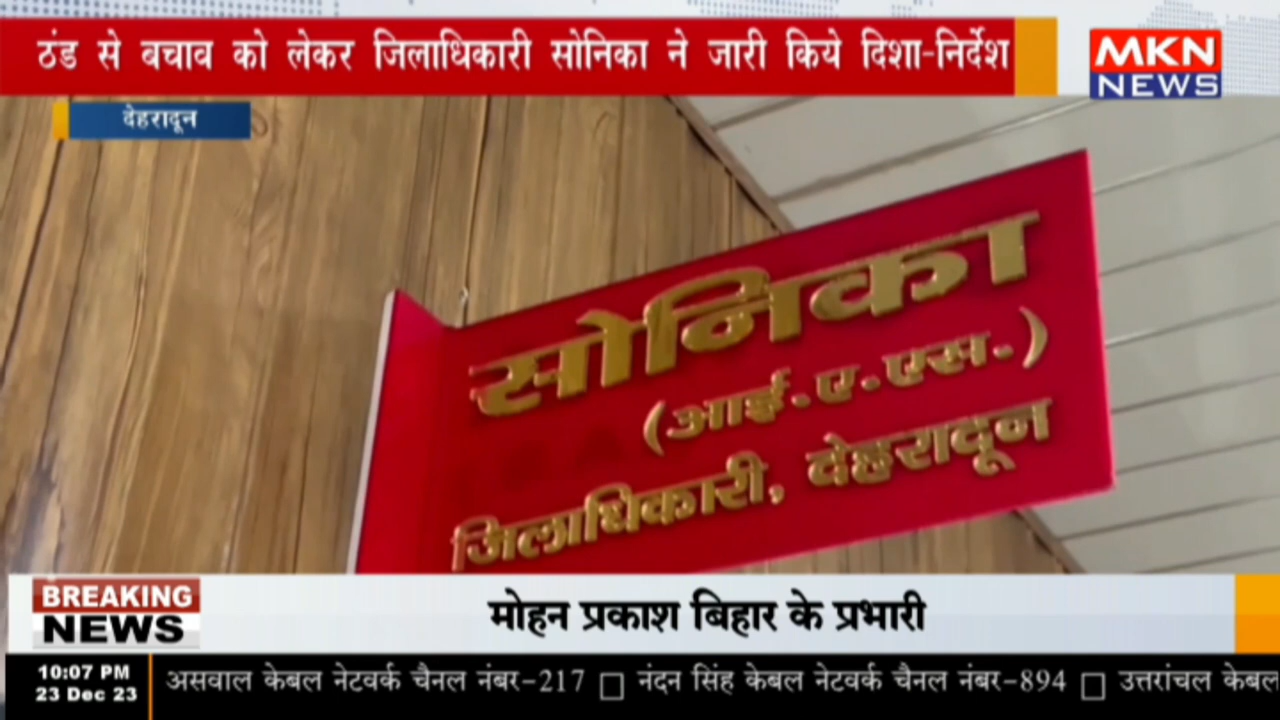 ठंड से बचाव को लेकर जिलाधिकारी सोनिका ने जारी किये दिशा-निर्देश
MKN
NEWS
देहरादून
सोनिका
(आई.ए.एस.)
जिलाधिकारी, देहरादून
BREAKING
NEWS
मोहन प्रकाश बिहार के प्रभारी
10:07 PM
23 Dec 23
असवाल केबल नेटवर्क चैनल नंबर-217 □ नंदन सिंह केबल नेटवर्क चैनल नंबर-894 □ उत्तरांचल केबल